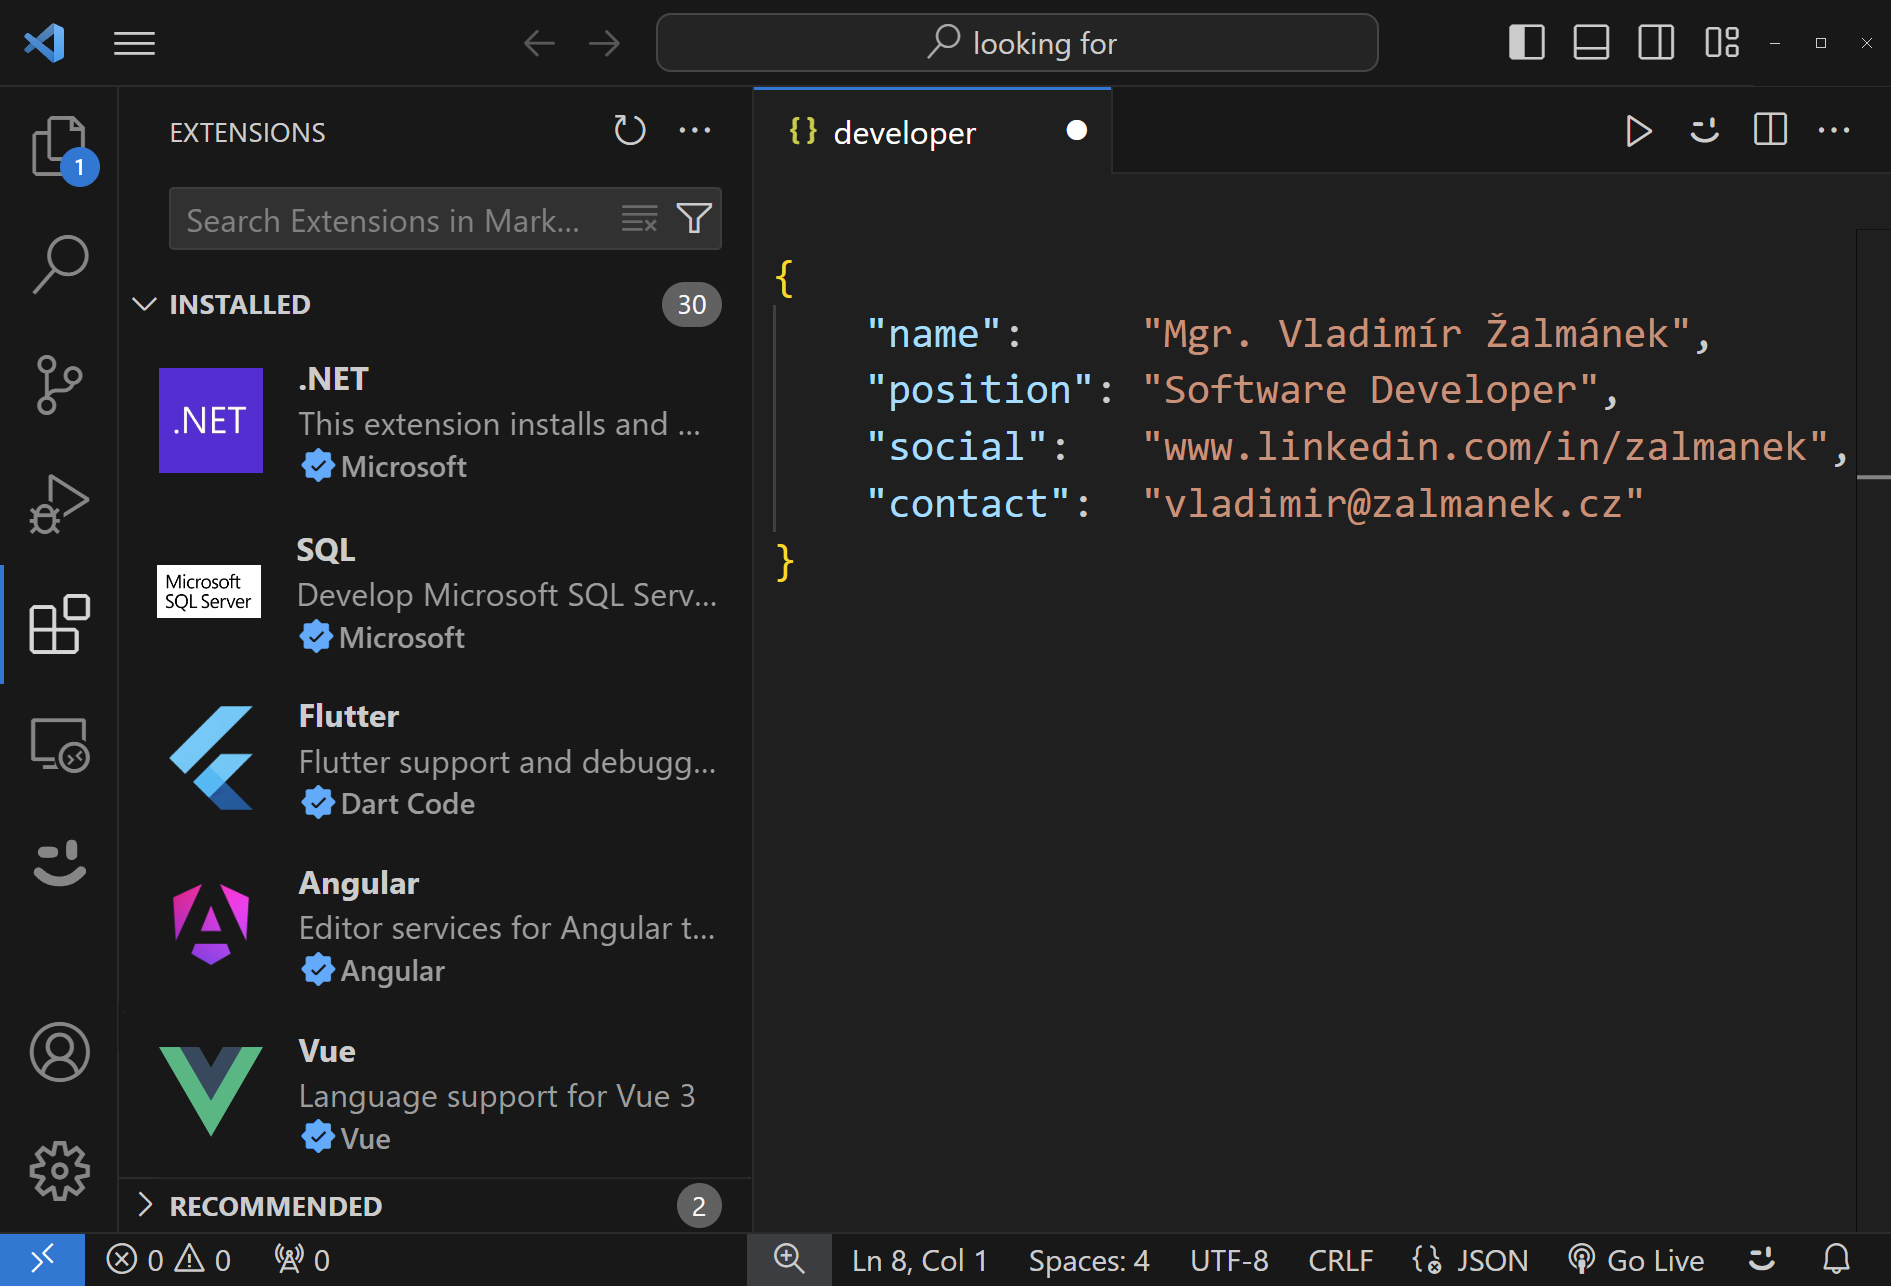 looking for
EXTENSIONS
1
Search Extensions in Mark...
INSTALLED 30
.NET
.NET
This extension installs and ...
Microsoft
Microsoft
SQL Server
SQL
Develop Microsoft SQL Serv...
Microsoft
Flutter
Flutter support and debugg...
Dart Code
Angular
Editor services for Angular t...
Angular
Vue
Language support for Vue 3
Vue
RECOMMENDED 2
{} developer
{
"name": "Mgr. Vladimír Žalmánek",
"position": "Software Developer",
"social": "www.linkedin.com/in/zalmanek",
"contact": "vladimir@zalmanek.cz"
}
0 0 0 Ln 8, Col 1 Spaces: 4 UTF-8 CRLF {} JSON Go Live